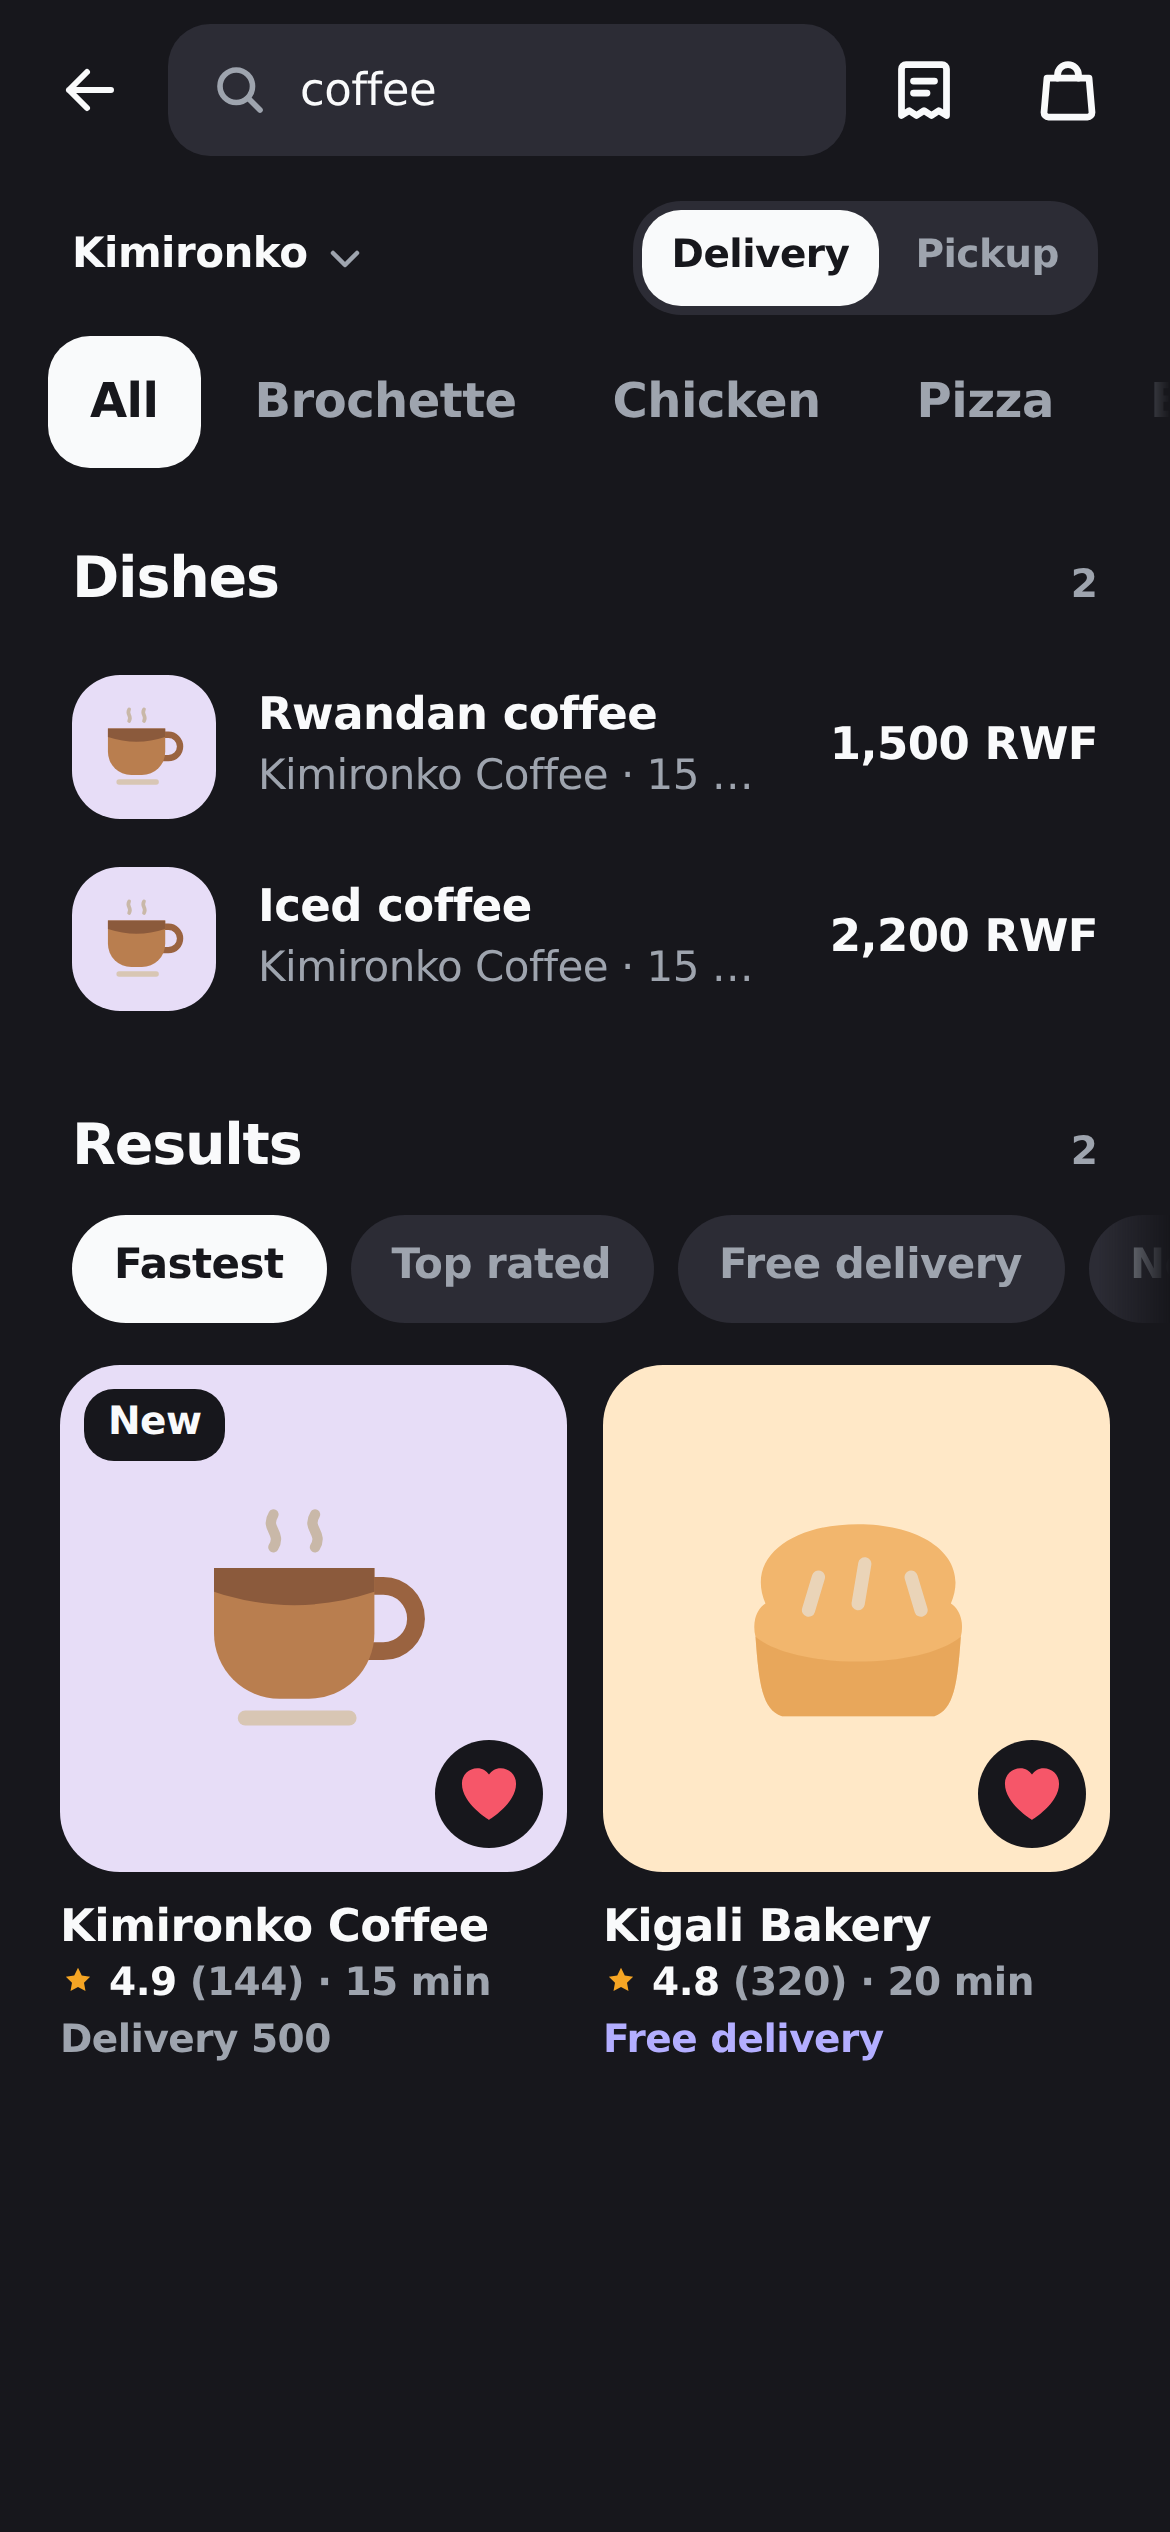 coffee
Kimironko
Delivery
Pickup
All
Brochette
Chicken
Pizza
Dishes
2
Rwandan coffee
Kimironko Coffee · 15 ...
1,500 RWF
Iced coffee
Kimironko Coffee · 15 ...
2,200 RWF
Results
2
Fastest
Top rated
Free delivery
New
Kimironko Coffee
4.9 (144) · 15 min
Delivery 500
Kigali Bakery
4.8 (320) · 20 min
Free delivery